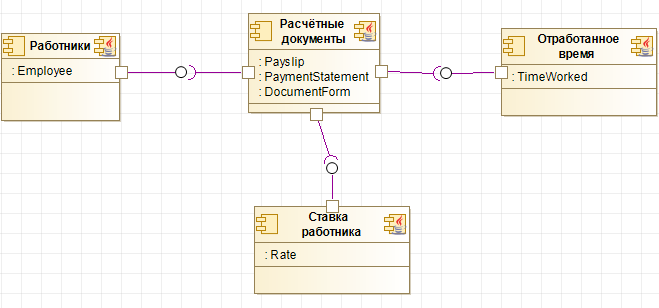 Работники
: Employee
Расчётные
документы
: Payslip
: PaymentStatement
: DocumentForm
Отработанное
время
: TimeWorked
Ставка
работника
: Rate